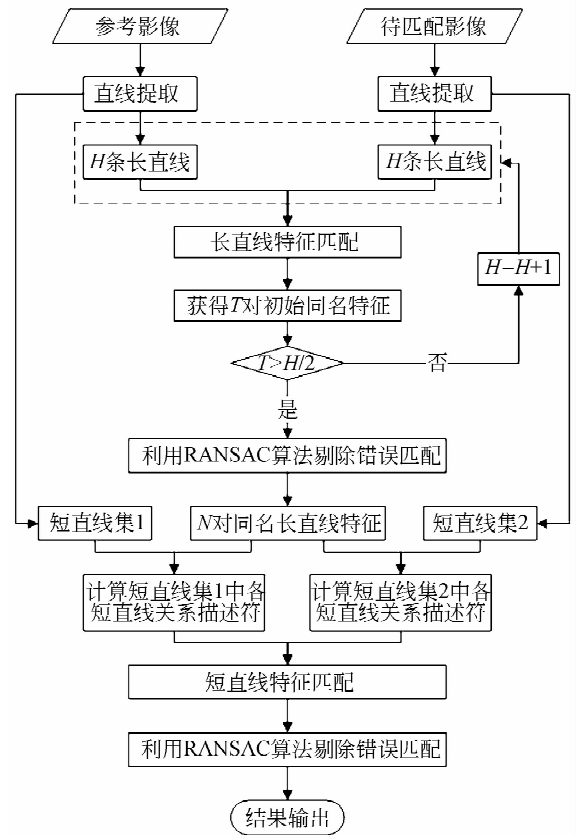 参考影像
待匹配影像
直线提取
直线提取
H条长直线
H条长直线
长直线特征匹配
H−H+1
获得T对初始同名特征
T>H/2
否
是
利用RANSAC算法剔除错误匹配
短直线集1
N对同名长直线特征
短直线集2
计算短直线集1中各
短直线关系描述符
计算短直线集2中各
短直线关系描述符
短直线特征匹配
利用RANSAC算法剔除错误匹配
结果输出